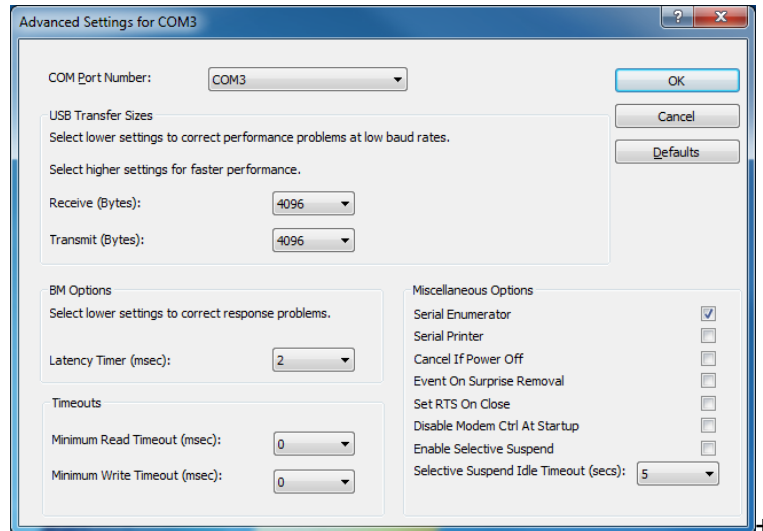 Advanced Settings for COM3
COM Port Number: COM3
OK
Cancel
Defaults
USB Transfer Sizes
Select lower settings to correct performance problems at low baud rates.
Select higher settings for faster performance.
Receive (Bytes): 4096
Transmit (Bytes): 4096
BM Options
Select lower settings to correct response problems.
Latency Timer (msec): 2
Timeouts
Minimum Read Timeout (msec): 0
Minimum Write Timeout (msec): 0
Miscellaneous Options
Serial Enumerator
Serial Printer
Cancel If Power Off
Event On Surprise Removal
Set RTS On Close
Disable Modem Ctrl At Startup
Enable Selective Suspend
Selective Suspend Idle Timeout (secs): 5